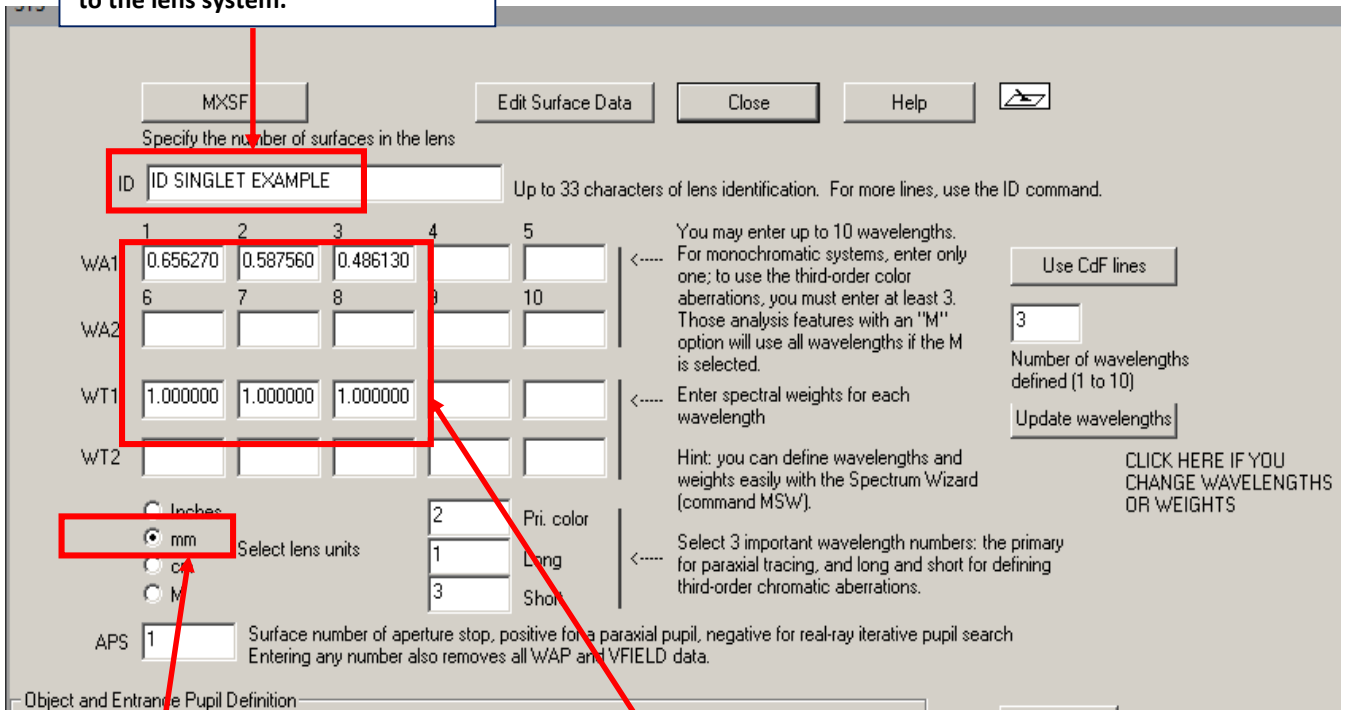 to the lens system.
MXSF
Edit Surface Data
Close
Help
Specify the number of surfaces in the lens
ID
ID SINGLET EXAMPLE
Up to 33 characters of lens identification. For more lines, use the ID command.
1 2 3 4 5
WA1 0.656270 0.587560 0.486130
6 7 8 9 10
WA2
<-----
You may enter up to 10 wavelengths.
For monochromatic systems, enter only
one; to use the third-order color
aberrations, you must enter at least 3.
Those analysis features with an "M"
option will use all wavelengths if the M
is selected.
Use CdF lines
3
Number of wavelengths
defined (1 to 10)
Update wavelengths
WT1 1.000000 1.000000 1.000000
<----- Enter spectral weights for each
wavelength
WT2
Hint: you can define wavelengths and
weights easily with the Spectrum Wizard
(command MSW).
CLICK HERE IF YOU
CHANGE WAVELENGTHS
OR WEIGHTS
Inches
mm
cm
M
Select lens units
2 Pri. color
1 Long
3 Short
<----- Select 3 important wavelength numbers: the primary
for paraxial tracing, and long and short for defining
third-order chromatic aberrations.
APS 1
Surface number of aperture stop, positive for a paraxial pupil, negative for real-ray iterative pupil search
Entering any number also removes all WAP and VFIELD data.
Object and Entrance Pupil Definition